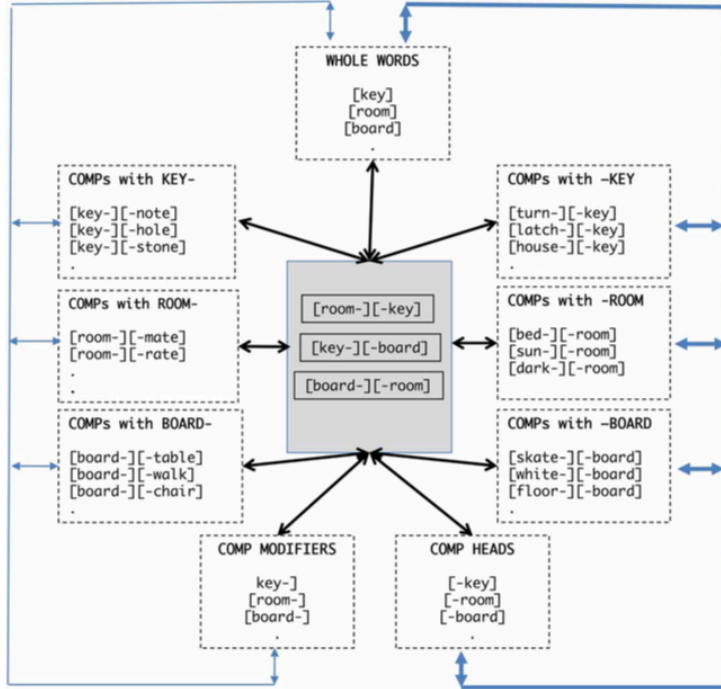 WHOLE WORDS
[key]
[room]
[board]
.
COMPs with KEY-
[key-][-note]
[key-][-hole]
[key-][-stone]
.
COMPs with –KEY
[turn-][-key]
[latch-][-key]
[house-][-key]
.
COMPs with ROOM-
[room-][-mate]
[room-][-rate]
.
.
[room-][-key]
[key-][-board]
[board-][-room]
COMPs with -ROOM
[bed-][-room]
[sun-][-room]
[dark-][-room]
COMPs with BOARD-
[board-][-table]
[board-][-walk]
[board-][-chair]
.
COMPs with –BOARD
[skate-][-board]
[white-][-board]
[floor-][-board]
.
COMP MODIFIERS
key-]
[room-]
[board-]
.
COMP HEADS
[-key]
[-room]
[-board]
.